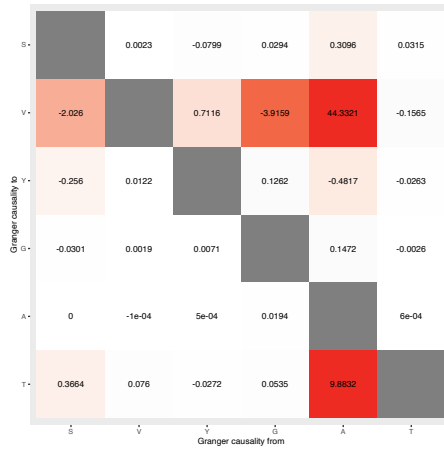 S 0.0023 -0.0799 0.0294 0.3096 0.0315
V -2.026 0.7116 -3.9159 44.3321 -0.1565
Y -0.256 0.0122 0.1262 -0.4817 -0.0263
G -0.0301 0.0019 0.0071 0.1472 -0.0026
A 0 -1e-04 5e-04 0.0194 6e-04
T 0.3664 0.076 -0.0272 0.0535 9.8832
S V Y G A T
Granger causality from
Granger causality to